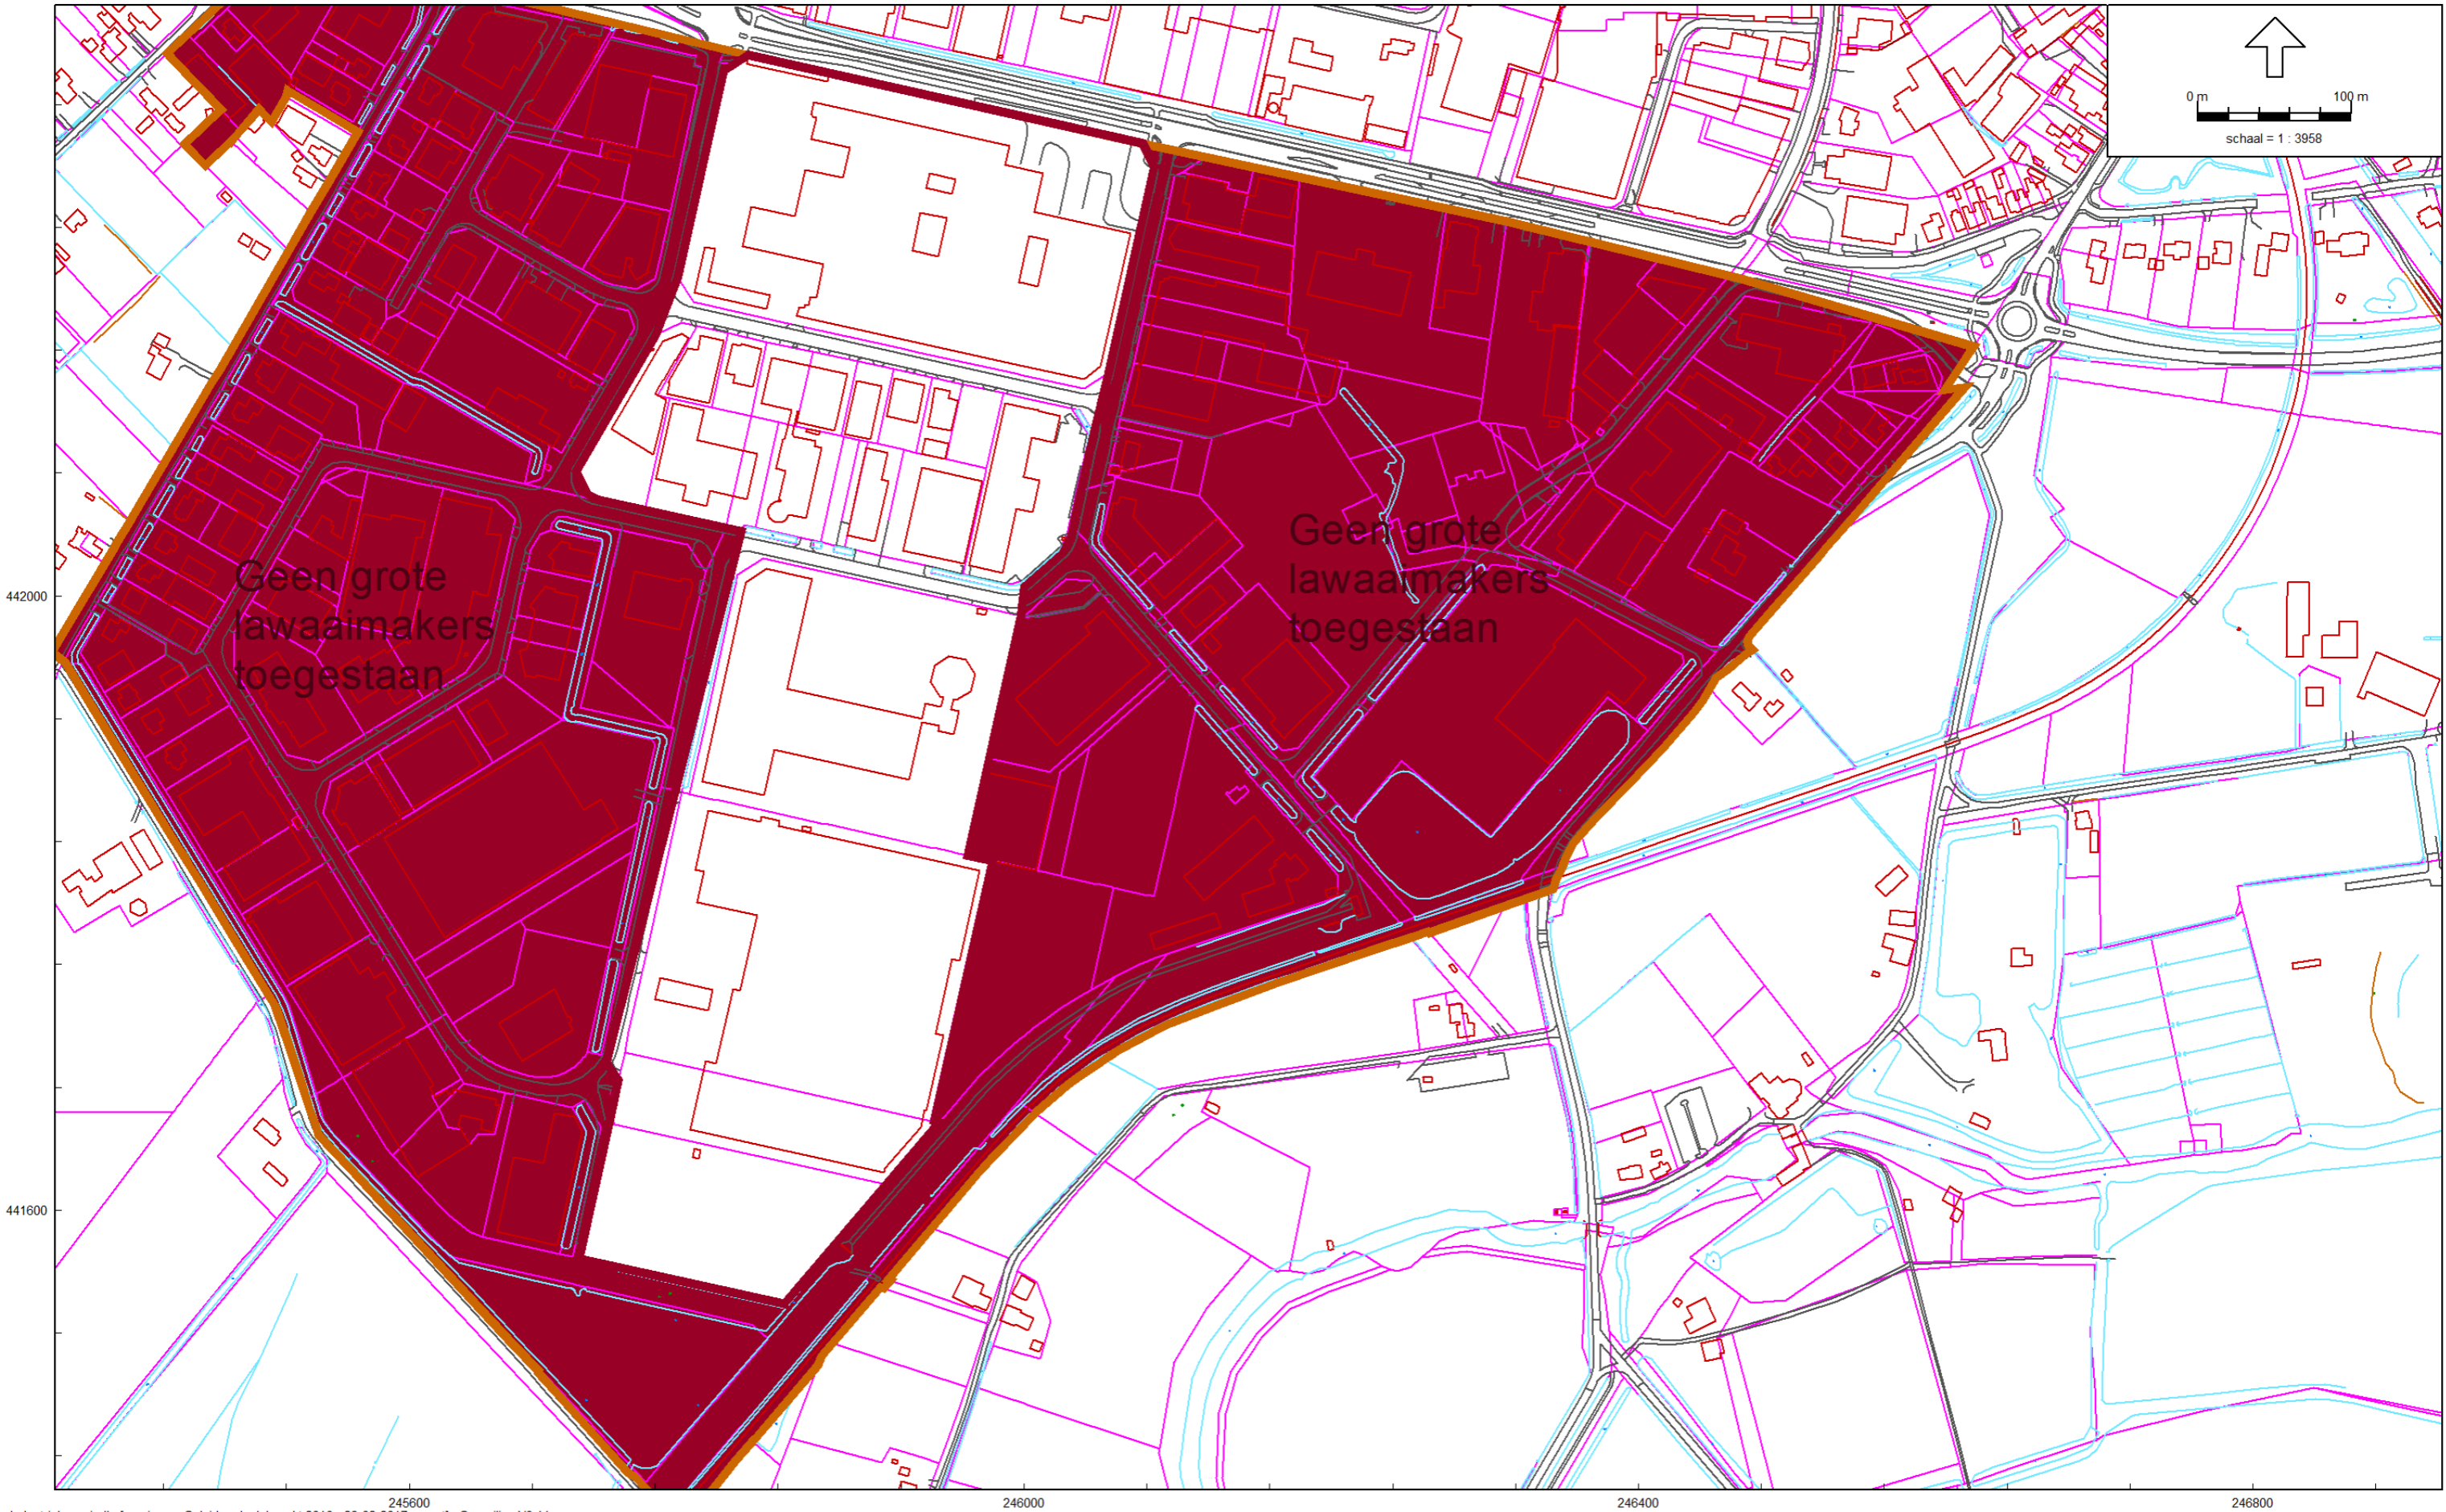 0 m
100 m
schaal = 1 : 3958
Geen grote
lawaaimakers
toegestaan
Geen grote
lawaaimakers
toegestaan
442000
441600
245600
246000
246400
246800